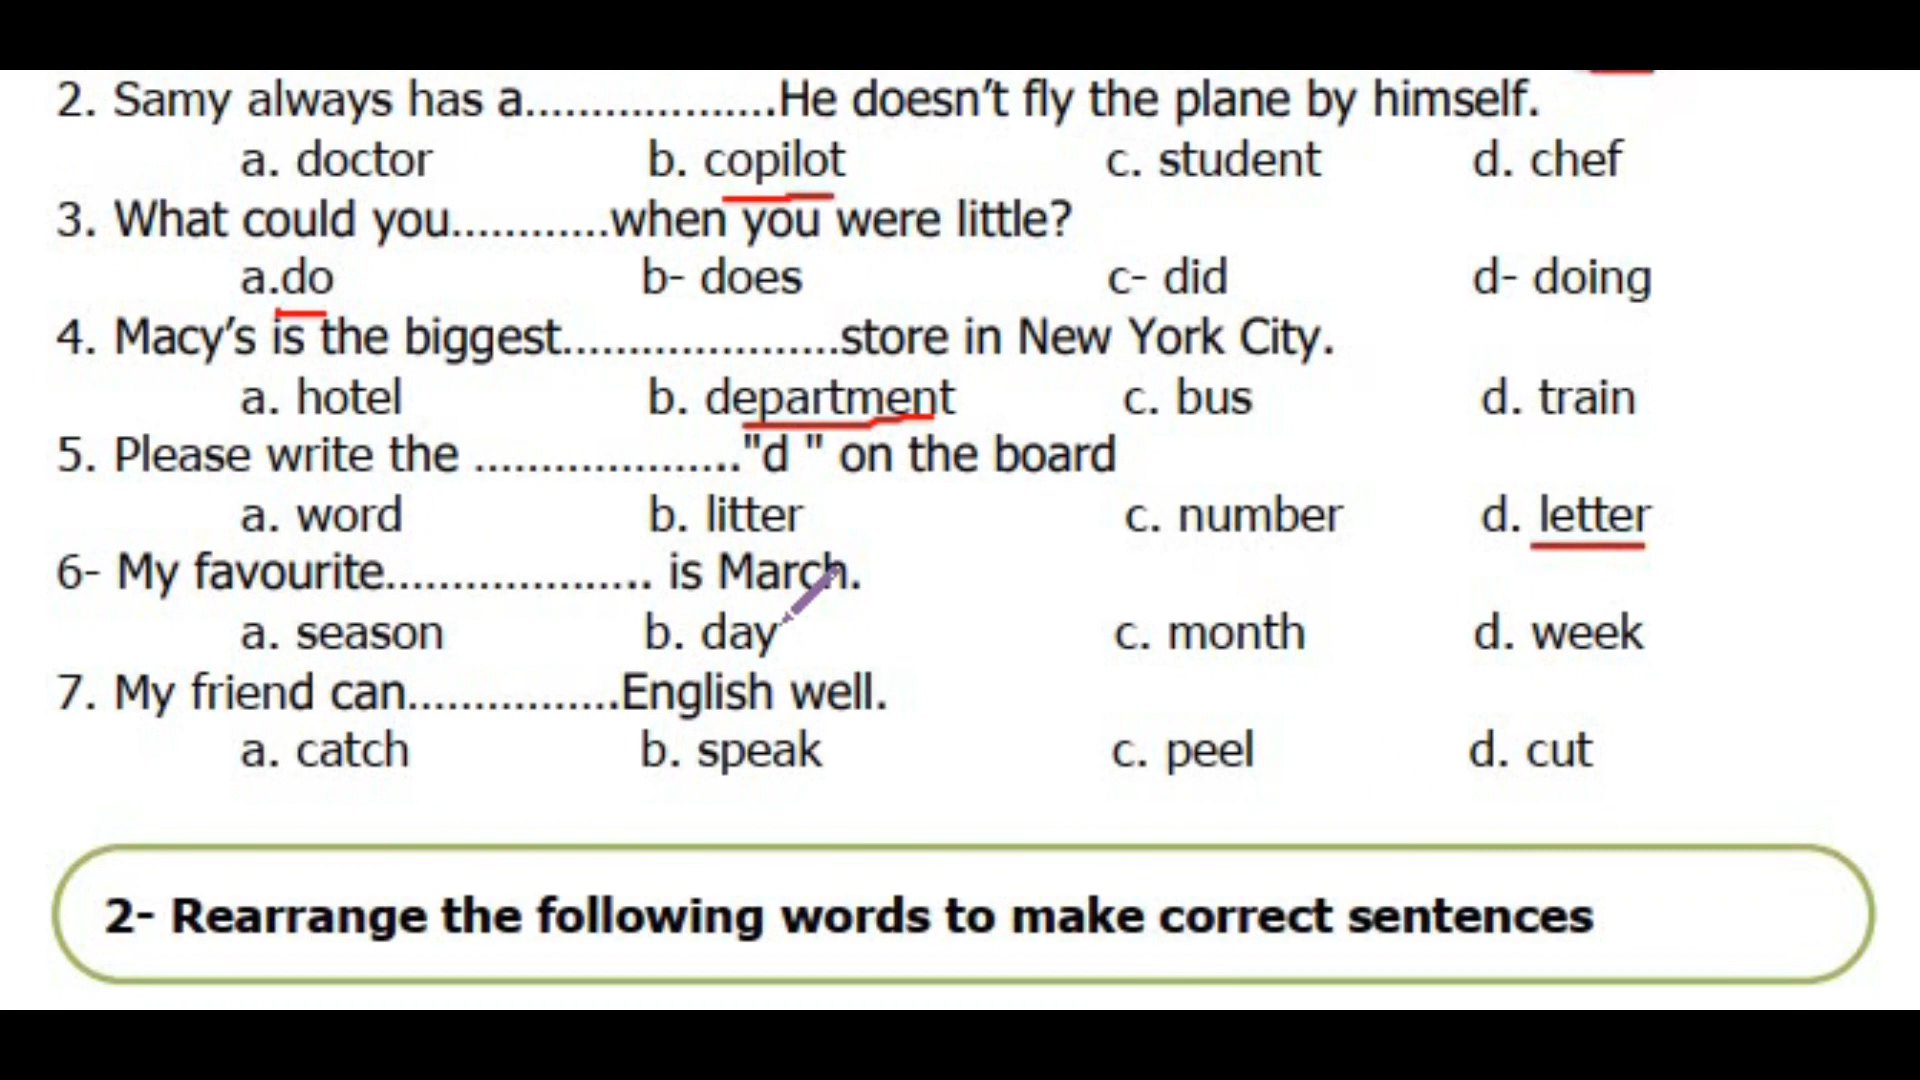 2. Samy always has a...................He doesn’t fly the plane by himself.
a. doctor b. copilot c. student d. chef
3. What could you............when you were little?
a.do b- does c- did d- doing
4. Macy’s is the biggest.....................store in New York City.
a. hotel b. department c. bus d. train
5. Please write the ...................."d " on the board
a. word b. litter c. number d. letter
6- My favourite.................... is March.
a. season b. day c. month d. week
7. My friend can................English well.
a. catch b. speak c. peel d. cut
2- Rearrange the following words to make correct sentences